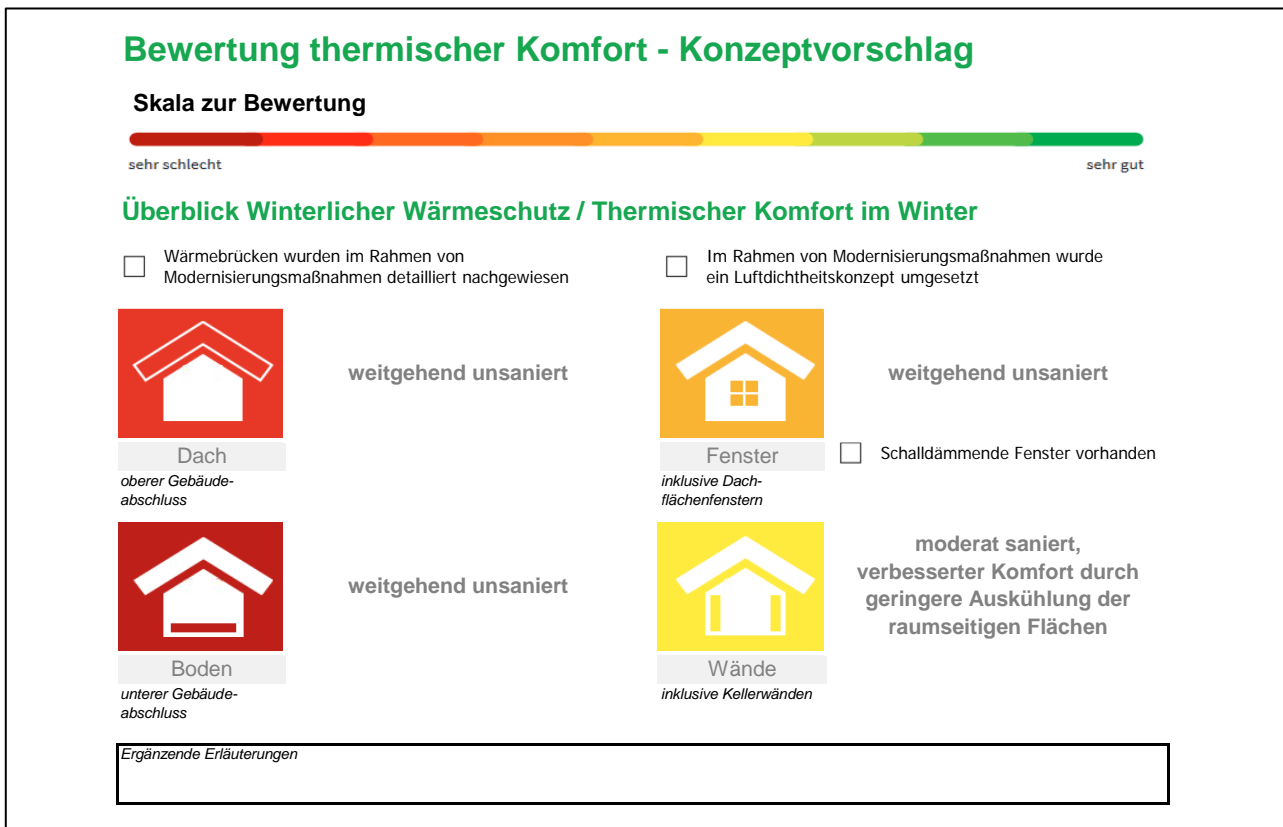 Bewertung thermischer Komfort - Konzeptvorschlag
Skala zur Bewertung
sehr schlecht
sehr gut
Überblick Winterlicher Wärmeschutz / Thermischer Komfort im Winter
Wärmebrücken wurden im Rahmen von
Modernisierungsmaßnahmen detailliert nachgewiesen
Im Rahmen von Modernisierungsmaßnahmen wurde
ein Luftdichtheitskonzept umgesetzt
weitgehend unsaniert
Dach
oberer Gebäude-
abschluss
weitgehend unsaniert
Fenster
Schalldämmende Fenster vorhanden
inklusive Dach-
flächenfenstern
weitgehend unsaniert
Boden
unterer Gebäude-
abschluss
moderat saniert,
verbesserter Komfort durch
geringere Auskühlung der
raumseitigen Flächen
Wände
inklusive Kellerwänden
Ergänzende Erläuterungen